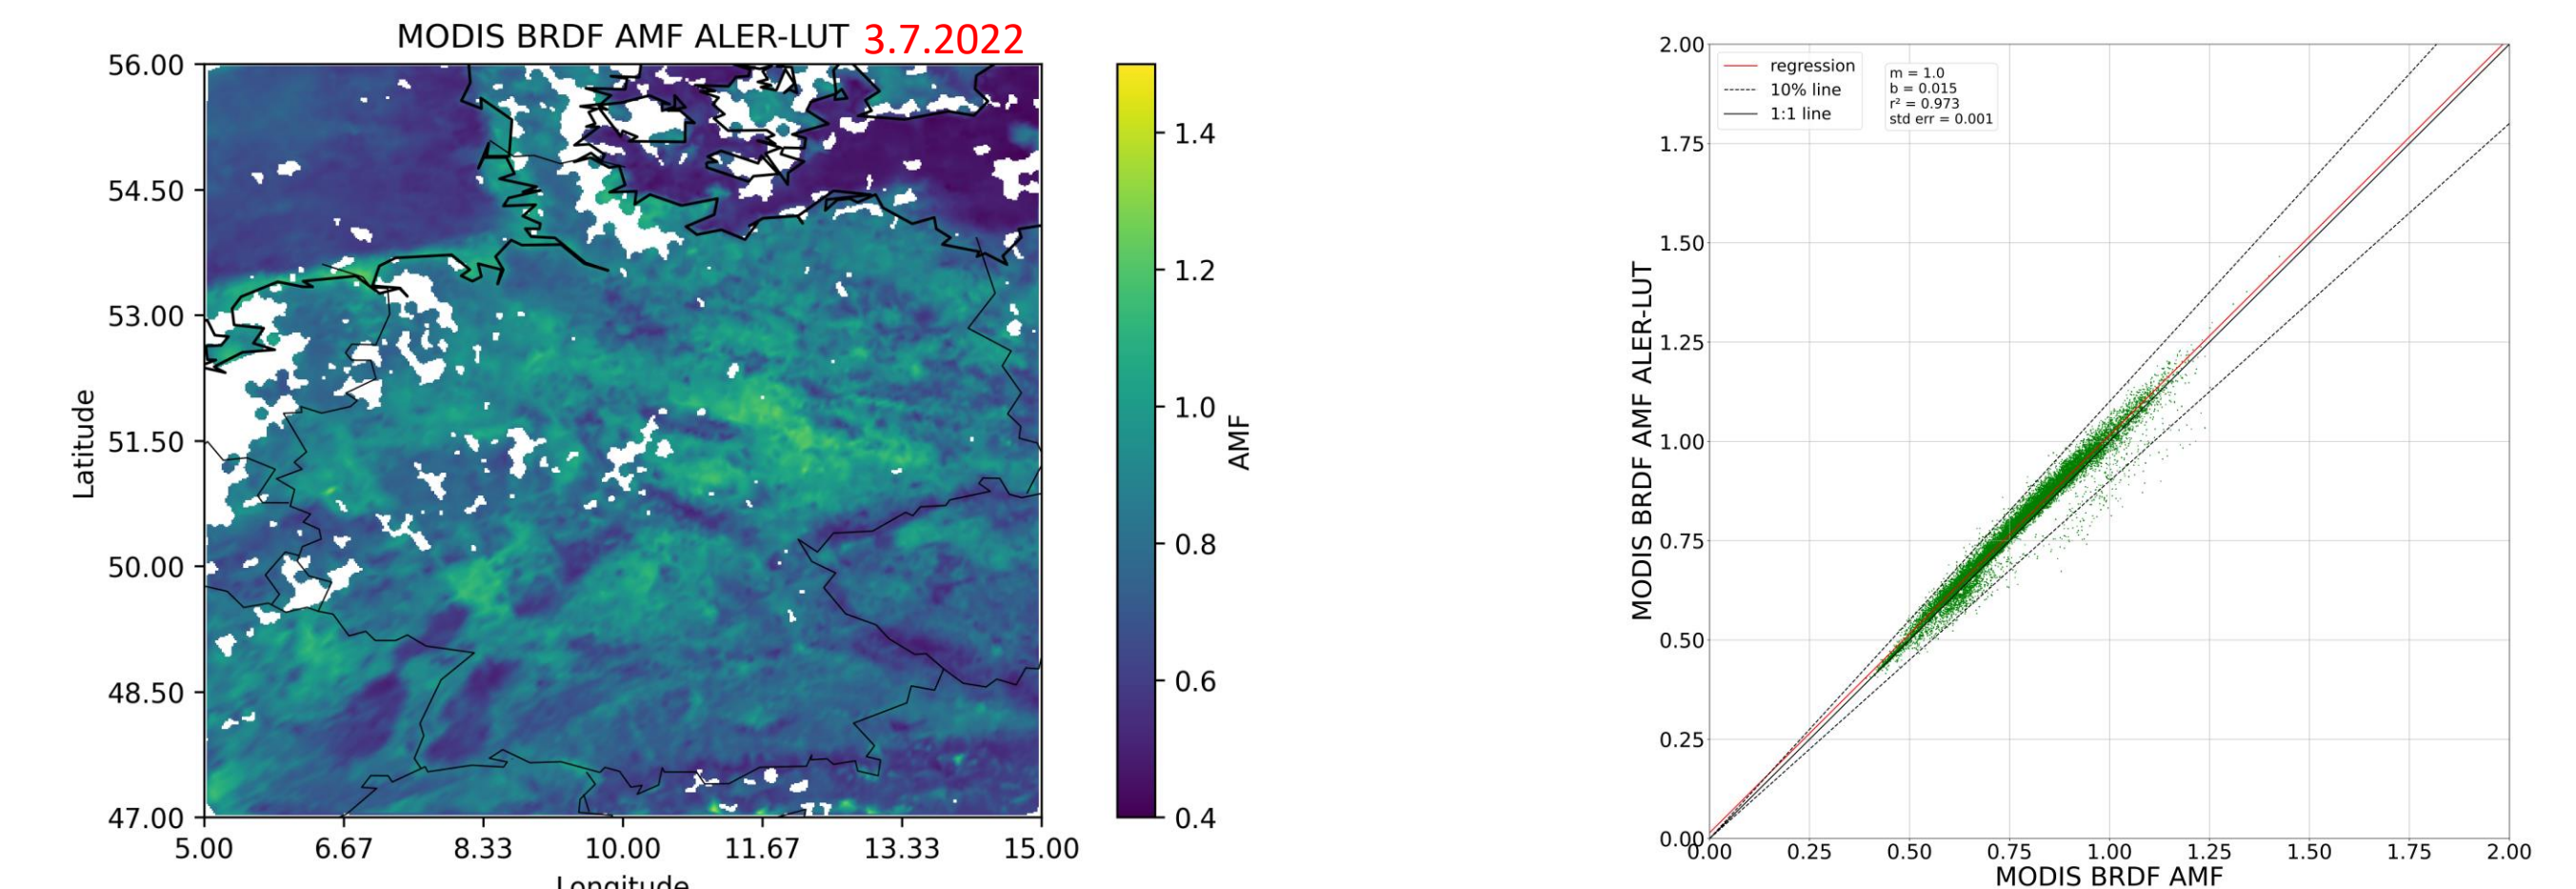 MODIS BRDF AMF ALER-LUT 3.7.2022
56.00
54.50
53.00
51.50
50.00
48.50
47.00
Latitude
5.00 6.67 8.33 10.00 11.67 13.33 15.00
Longitude
1.4
1.2
1.0
0.8
0.6
0.4
AMF
2.00
1.75
1.50
1.25
1.00
0.75
0.50
0.25
0.00
MODIS BRDF AMF ALER-LUT
regression
10% line
1:1 line
m = 1.0
b = 0.015
r² = 0.973
std err = 0.001
0.00 0.25 0.50 0.75 1.00 1.25 1.50 1.75 2.00
MODIS BRDF AMF